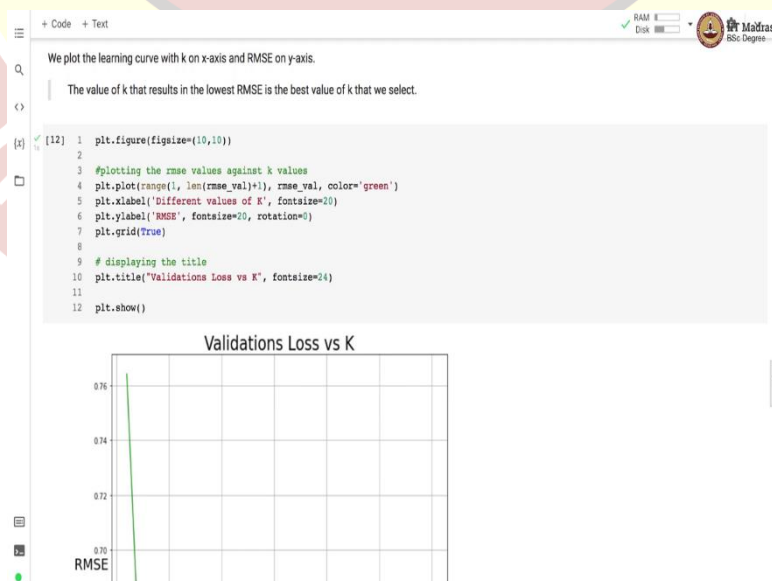 + Code + Text
RAM
Disk
IIT Madras
BSc Degree
We plot the learning curve with k on x-axis and RMSE on y-axis.
The value of k that results in the lowest RMSE is the best value of k that we select.
[12] 1 plt.figure(figsize=(10,10))
2
3 #plotting the rmse values against k values
4 plt.plot(range(1, len(rmse_val)+1), rmse_val, color='green')
5 plt.xlabel('Different values of K', fontsize=20)
6 plt.ylabel('RMSE', fontsize=20, rotation=0)
7 plt.grid(True)
8
9 # displaying the title
10 plt.title("Validations Loss vs K", fontsize=24)
11
12 plt.show()
Validations Loss vs K
0.76
0.74
0.72
0.70
RMSE